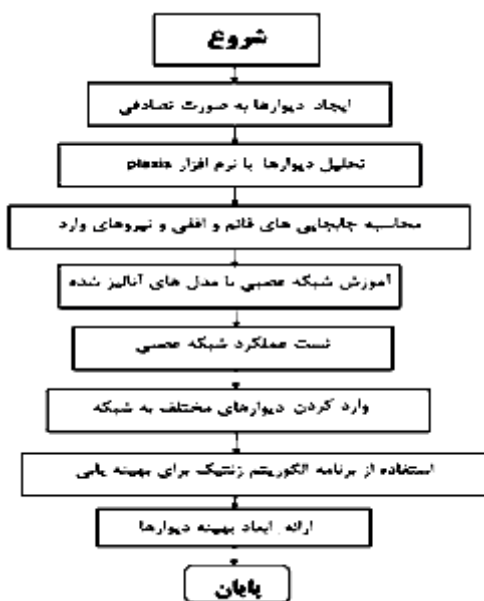 شروع
ایجاد دیوارها به صورت تصادفی
تحلیل دیوارها با نرم افزار plaxis
محاسبه جابجایی های قائم و افقی و نیروهای وارد
آموزش شبکه عصبی با مدل های آنالیز شده
تست عملکرد شبکه عصبی
وارد کردن دیوارهای مختلف به شبکه
استفاده از برنامه الگوریتم ژنتیک برای بهینه یابی
ارائه ابعاد بهینه دیوارها
پایان